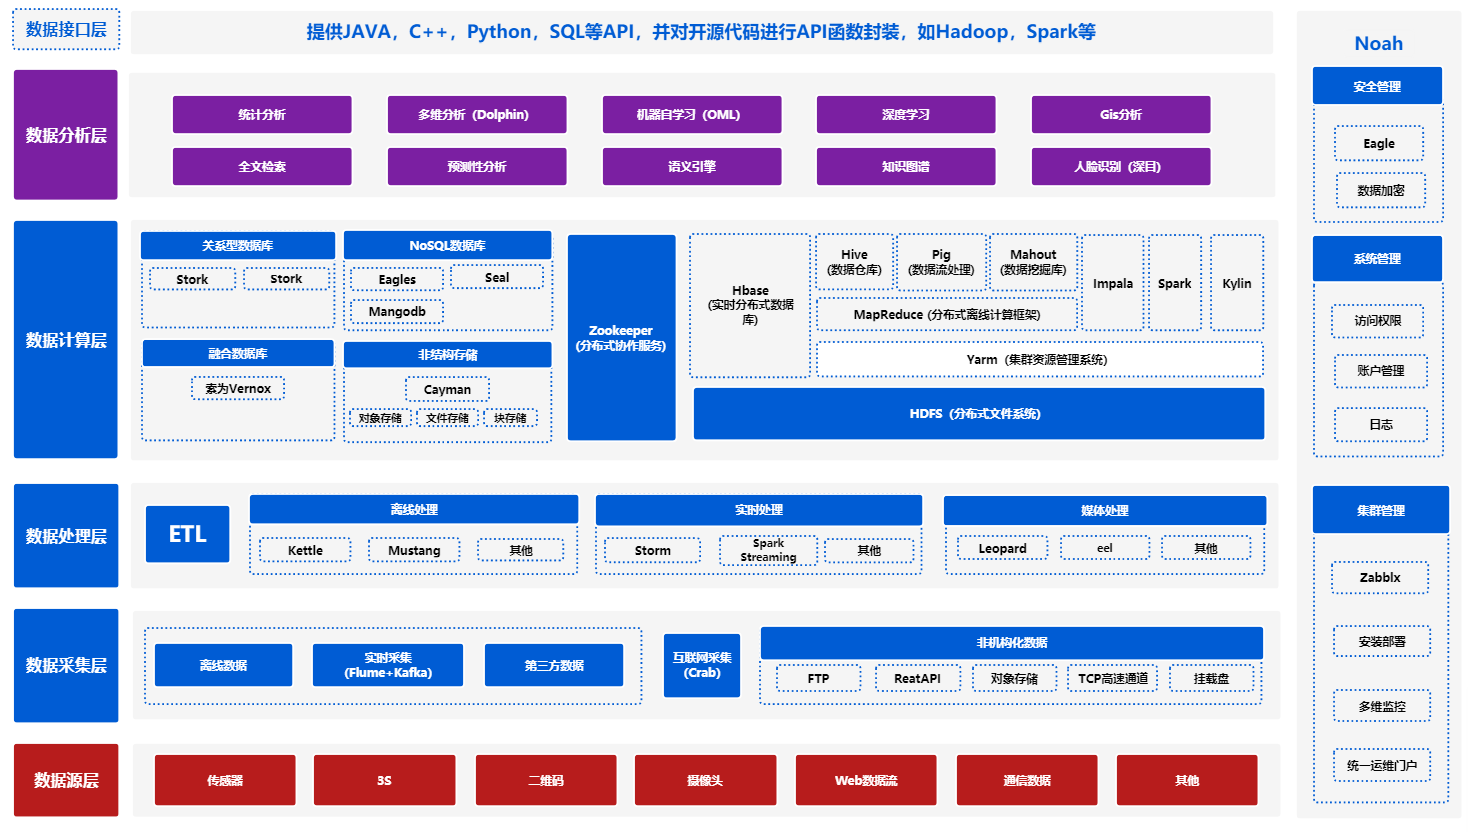 数据接口层
提供JAVA，C++，Python，SQL等API，并对开源代码进行API函数封装，如Hadoop，Spark等
数据分析层
统计分析
多维分析（Dolphin）
机器自学习（OML）
深度学习
Gis分析
全文检索
预测性分析
语义引擎
知识图谱
人脸识别（深目）
数据计算层
关系型数据库
Stork
Stork
NoSQL数据库
Eagles
Seal
Mangodb
融合数据库
索为Vernox
非结构存储
Cayman
对象存储
文件存储
块存储
Zookeeper
(分布式协作服务)
Hbase
(实时分布式数据
库)
Hive
(数据仓库)
Pig
(数据流处理)
Mahout
(数据挖掘库)
Impala
Spark
Kylin
MapReduce (分布式离线计算框架)
Yarm（集群资源管理系统）
HDFS（分布式文件系统)
数据处理层
ETL
离线处理
Kettle
Mustang
其他
实时处理
Storm
Spark
Streaming
其他
媒体处理
Leopard
eel
其他
数据采集层
离线数据
实时采集
(Flume+Kafka)
第三方数据
互联网采集
(Crab)
非机构化数据
FTP
ReatAPI
对象存储
TCP高速通道
挂载盘
数据源层
传感器
3S
二维码
摄像头
Web数据流
通信数据
其他
Noah
安全管理
Eagle
数据加密
系统管理
访问权限
账户管理
日志
集群管理
Zabblx
安装部署
多维监控
统一运维门户